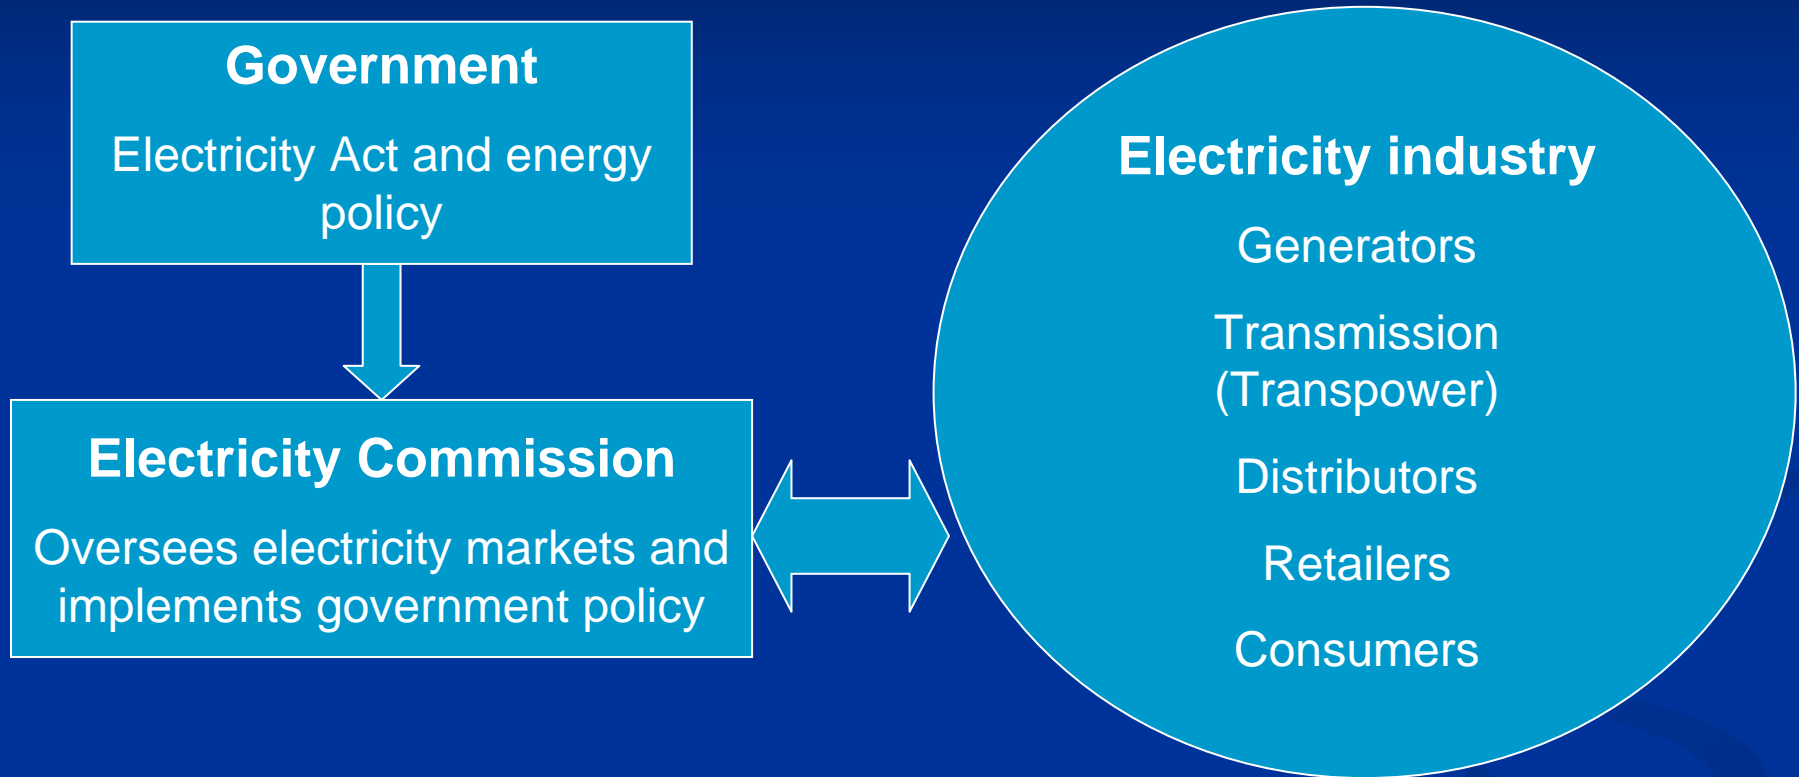 Government
Electricity Act and energy
policy
Electricity Commission
Oversees electricity markets and
implements government policy
Electricity industry
Generators
Transmission
(Transpower)
Distributors
Retailers
Consumers